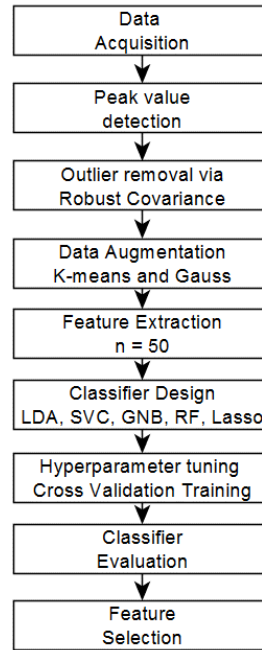 Data
Acquisition
Peak value
detection
Outlier removal via
Robust Covariance
Data Augmentation
K-means and Gauss
Feature Extraction
n = 50
Classifier Design
LDA, SVC, GNB, RF, Lasso
Hyperparameter tuning
Cross Validation Training
Classifier
Evaluation
Feature
Selection